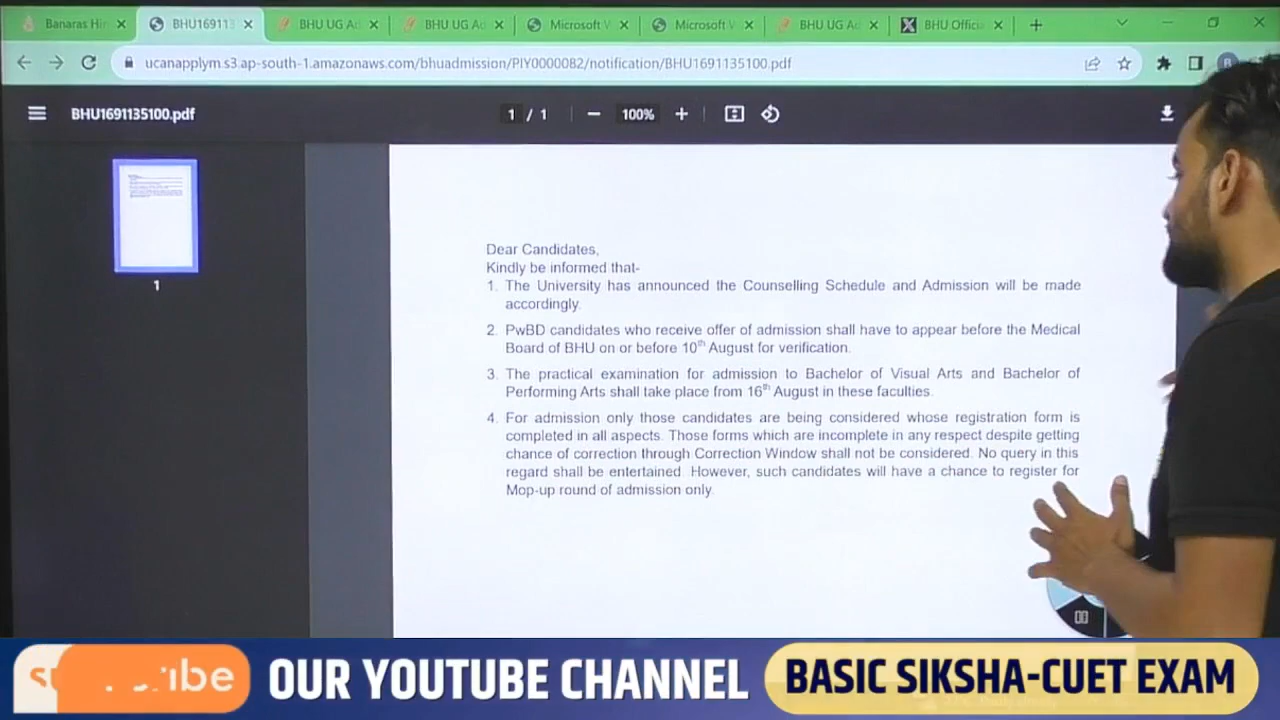 Banaras Hin
BHU16911
BHU UG Ad
BHU UG Ad
Microsoft V
Microsoft V
BHU UG Ad
BHU Officia
ucanapplym.s3.ap-south-1.amazonaws.com/bhuadmission/PIY0000082/notification/BHU1691135100.pdf
BHU1691135100.pdf
1 / 1
100%
1
Dear Candidates,
Kindly be informed that-
1. The University has announced the Counselling Schedule and Admission will be made
accordingly.
2. PwBD candidates who receive offer of admission shall have to appear before the Medical
Board of BHU on or before 10th August for verification.
3. The practical examination for admission to Bachelor of Visual Arts and Bachelor of
Performing Arts shall take place from 16th August in these faculties.
4. For admission only those candidates are being considered whose registration form is
completed in all aspects. Those forms which are incomplete in any respect despite getting
chance of correction through Correction Window shall not be considered. No query in this
regard shall be entertained. However, such candidates will have a chance to register for
Mop-up round of admission only.
OUR YOUTUBE CHANNEL
BASIC SIKSHA-CUET EXAM